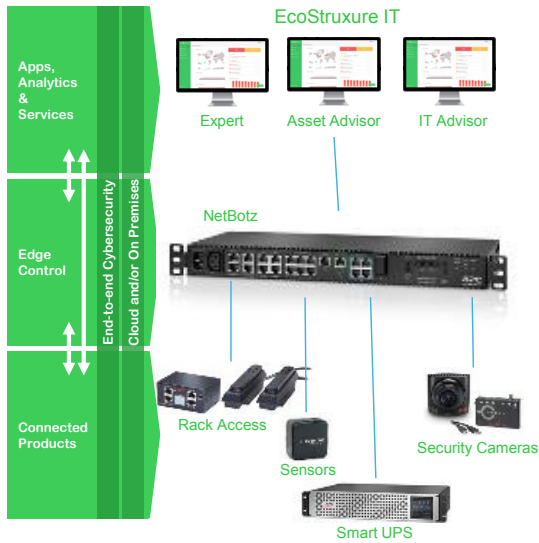 EcoStruxure IT
Apps,
Analytics
&
Services
Expert
Asset Advisor
IT Advisor
End-to-end Cybersecurity
Cloud and/or On Premises
NetBotz
Edge
Control
APC
Connected
Products
Rack Access
Sensors
Security Cameras
Smart UPS